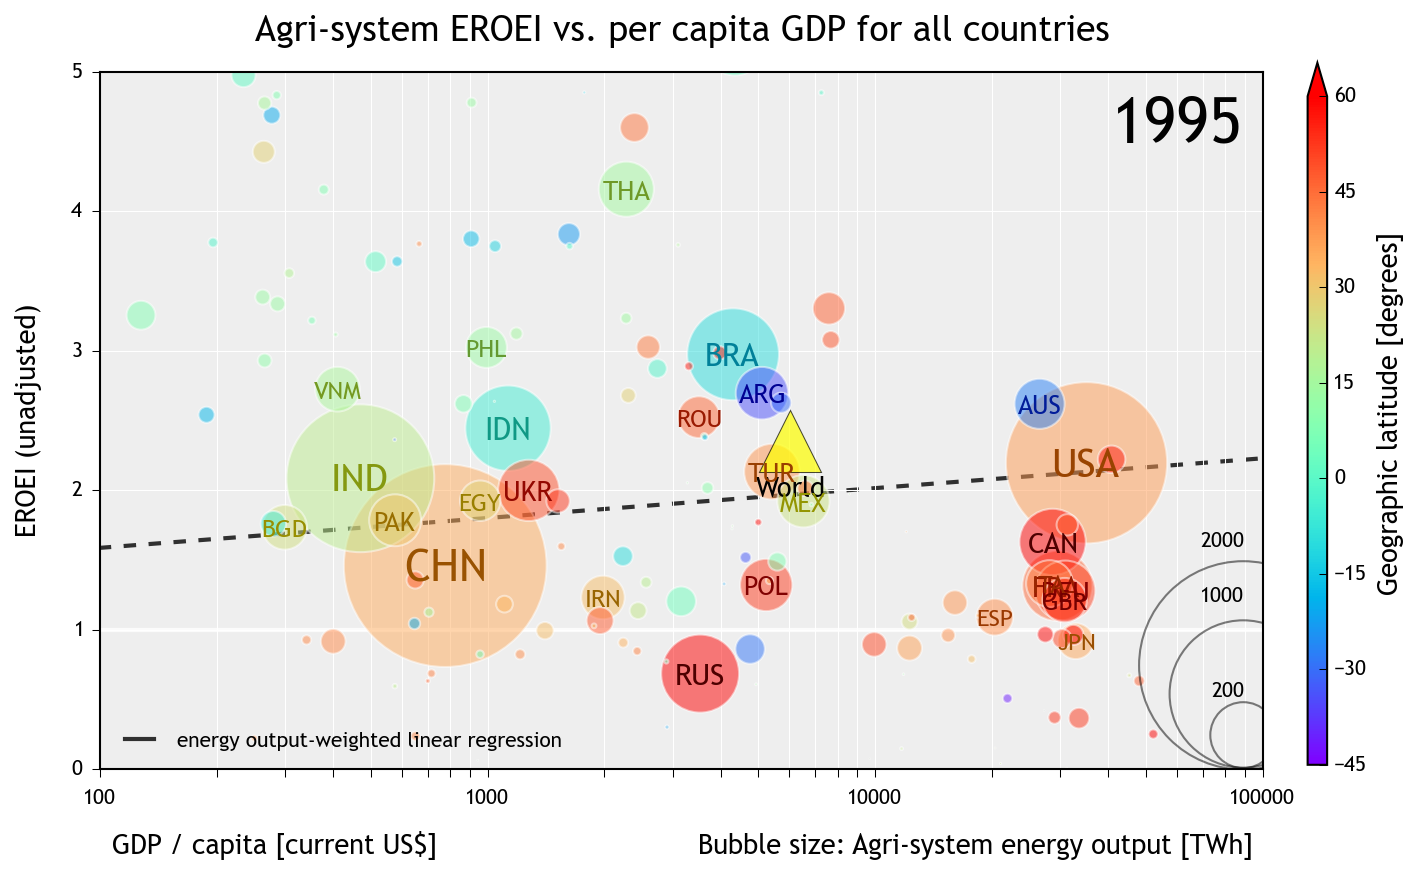 Agri-system EROEI vs. per capita GDP for all countries
1995
5
4
3
2
1
0
EROEI (unadjusted)
THA
PHL
BRA
VNM
ARG
ROU
AUS
IDN
IND
TUR
USA
World
UKR
EGY
MEX
BGD
PAK
CAN
CHN
POL
IRN
GBR
ESP
JPN
RUS
2000
1000
200
energy output-weighted linear regression
100
1000
10000
100000
GDP / capita [current US$]
Bubble size: Agri-system energy output [TWh]
60
45
30
15
0
−15
−30
−45
Geographic latitude [degrees]